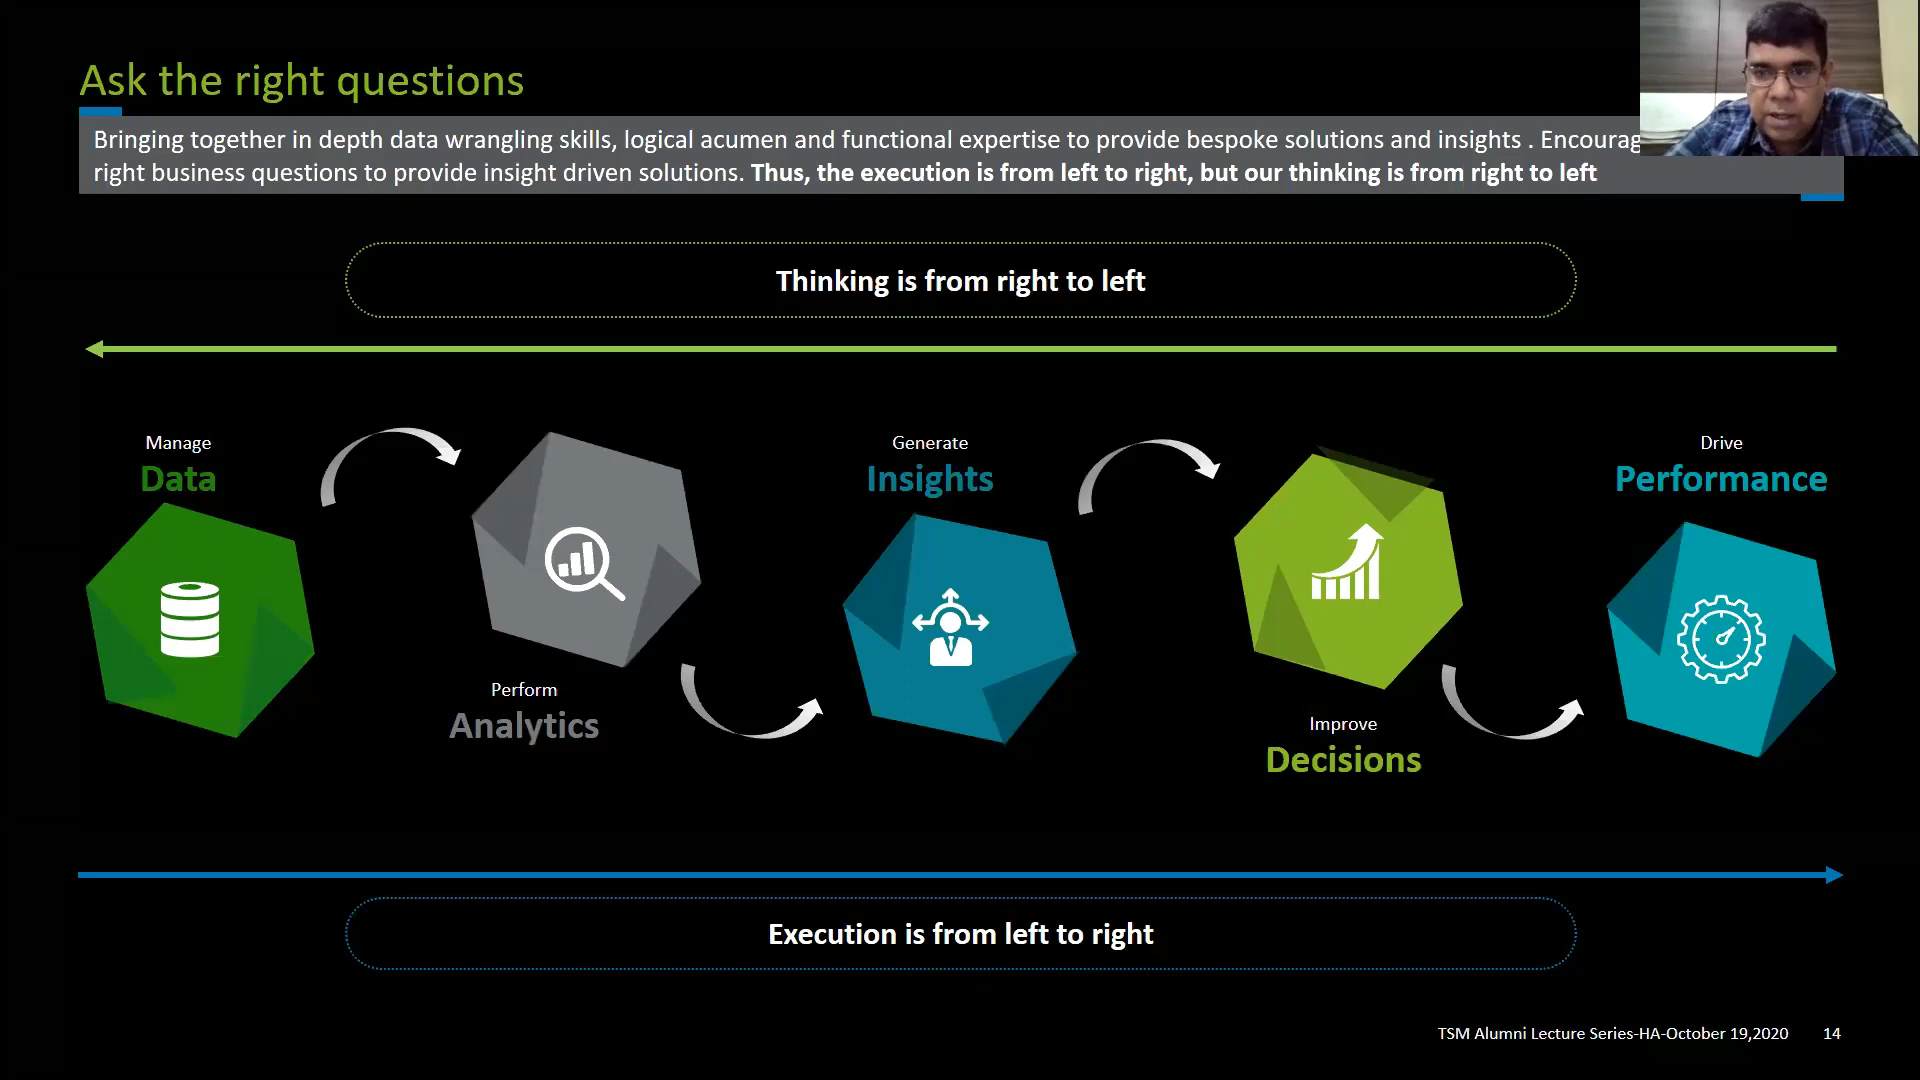 Ask the right questions
Bringing together in depth data wrangling skills, logical acumen and functional expertise to provide bespoke solutions and insights . Encourag
right business questions to provide insight driven solutions. Thus, the execution is from left to right, but our thinking is from right to left
Thinking is from right to left
Manage
Data
Perform
Analytics
Generate
Insights
Improve
Decisions
Drive
Performance
Execution is from left to right
TSM Alumni Lecture Series-HA-October 19,2020 14